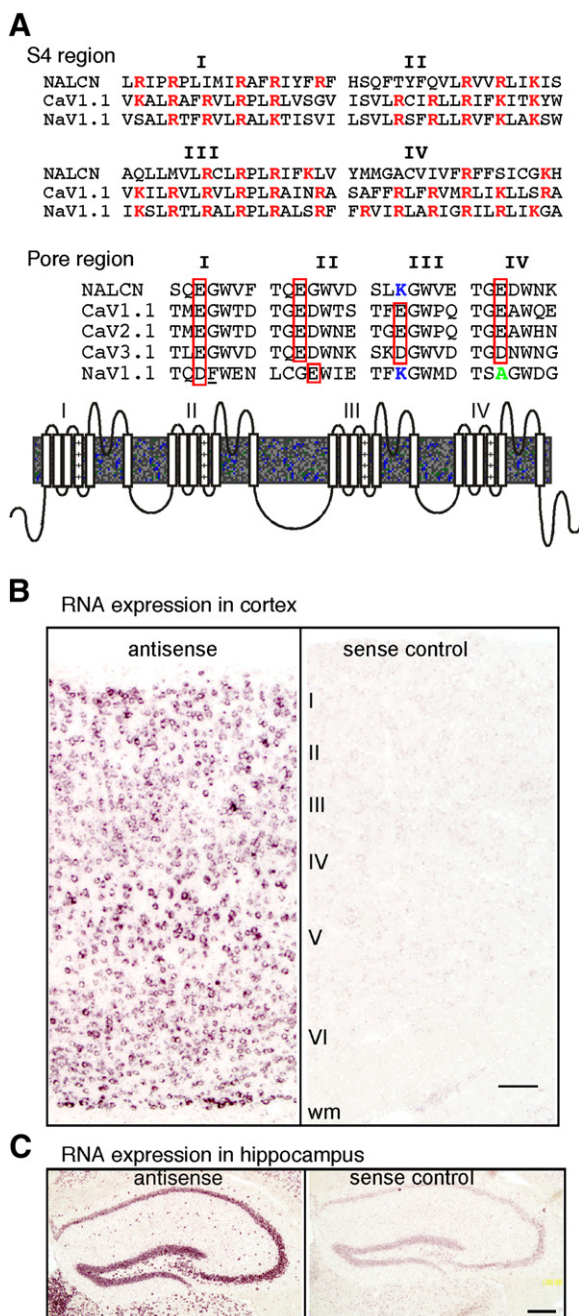 A
S4 region
I II
NALCN LRIPRPLIMIRAFRIYFRF HSQFTYFQVLRVVRLIKIS
CaV1.1 VKALRAFRVLRPLRLVSGV ISVLRCIRLLRIFKITKYW
NaV1.1 VSALRTFRVLRALKTISVI LSVLRSFRLLRVFKLAKSW
III IV
NALCN AQLLMVLRCLRPLRIFKLV YMMGACVIVFRFFSICGKH
CaV1.1 VKILRVLRVLRPLRAINRA SAFFRLFRVMRLIKLLSRA
NaV1.1 IKSLRTLRALRPLRALSRF FRVIRLARIGRILRLIKGA
Pore region I II III IV
NALCN SQEGWVF TQEGWVD SLKGWVE TGEDWNK
CaV1.1 TMEGWTD TGEDWTS TFEGWPQ TGEAWQE
CaV2.1 TMEGWTD TGEDWNE TGEGWPQ TGEAWHN
CaV3.1 TLEGWVD TQEDWNK SKDGWVD TGDNWNG
NaV1.1 TQDFWEN LCGEWIE TFKGWMD TSAGWDG
I II III IV
B RNA expression in cortex
antisense sense control
I
II
III
IV
V
VI
wm
C RNA expression in hippocampus
antisense sense control